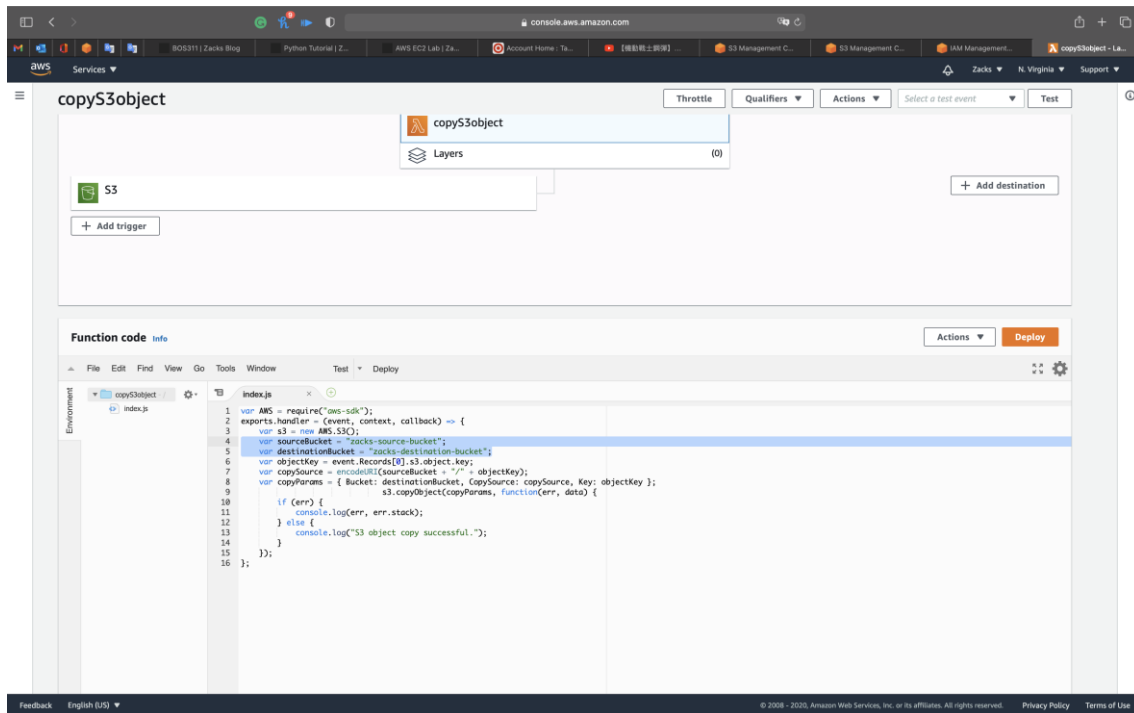 console.aws.amazon.com
BOS311 | Zacks Blog
Python Tutorial | Z...
AWS EC2 Lab | Za...
Account Home : Ta...
【機動戦士鋼弾】 ...
S3 Management C...
S3 Management C...
IAM Management...
copyS3object - La...
aws
Services
Zacks
N. Virginia
Support
copyS3object
Throttle
Qualifiers
Actions
Select a test event
Test
copyS3object
Layers
(0)
S3
+ Add destination
+ Add trigger
Function code Info
Actions
Deploy
File Edit Find View Go Tools Window Test Deploy
Environment
copyS3object /
index.js
index.js ×
1 var AWS = require("aws-sdk");
2 exports.handler = (event, context, callback) => {
3 var s3 = new AWS.S3();
4 var sourceBucket = "zacks-source-bucket";
5 var destinationBucket = "zacks-destination-bucket";
6 var objectKey = event.Records[0].s3.object.key;
7 var copySource = encodeURI(sourceBucket + "/" + objectKey);
8 var copyParams = { Bucket: destinationBucket, CopySource: copySource, Key: objectKey };
9 s3.copyObject(copyParams, function(err, data) {
10 if (err) {
11 console.log(err, err.stack);
12 } else {
13 console.log("S3 object copy successful.");
14 }
15 });
16 };
Feedback English (US)
© 2008 - 2020, Amazon Web Services, Inc. or its affiliates. All rights reserved. Privacy Policy Terms of Use